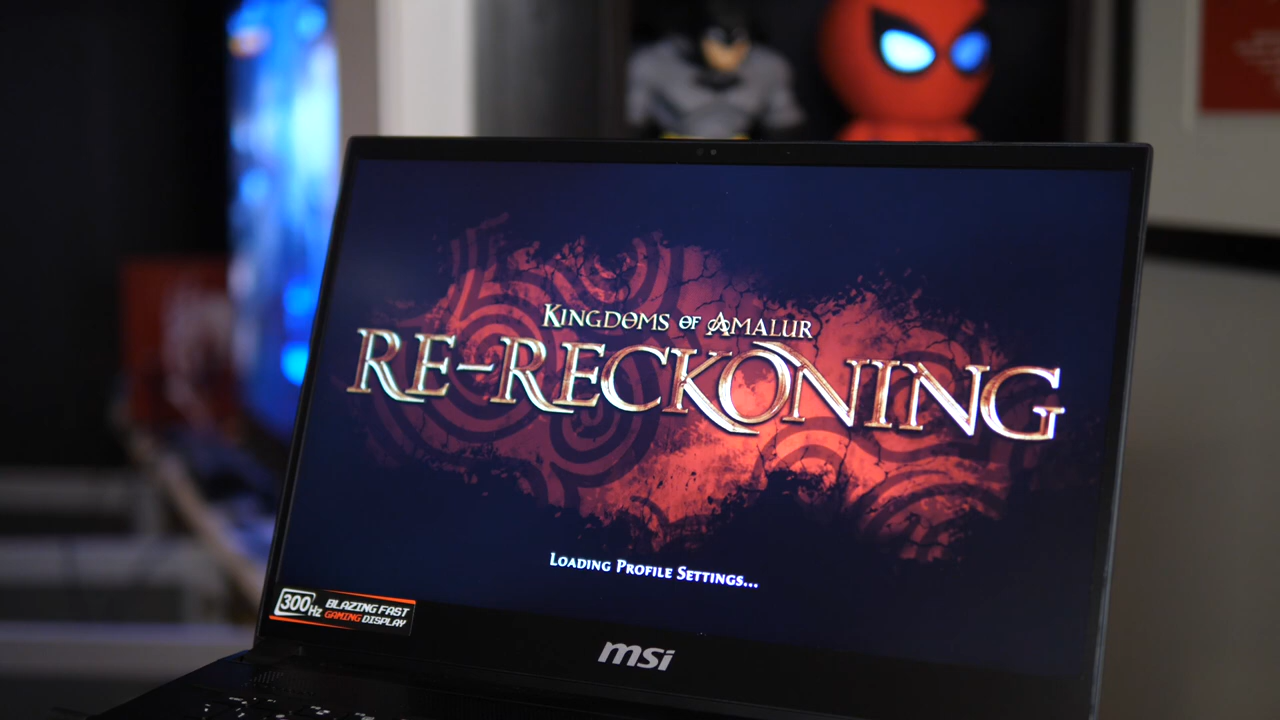 KINGDOMS OF AMALUR
RE-RECKONING
LOADING PROFILE SETTINGS...
300Hz
BLAZING FAST
GAMING DISPLAY
msi